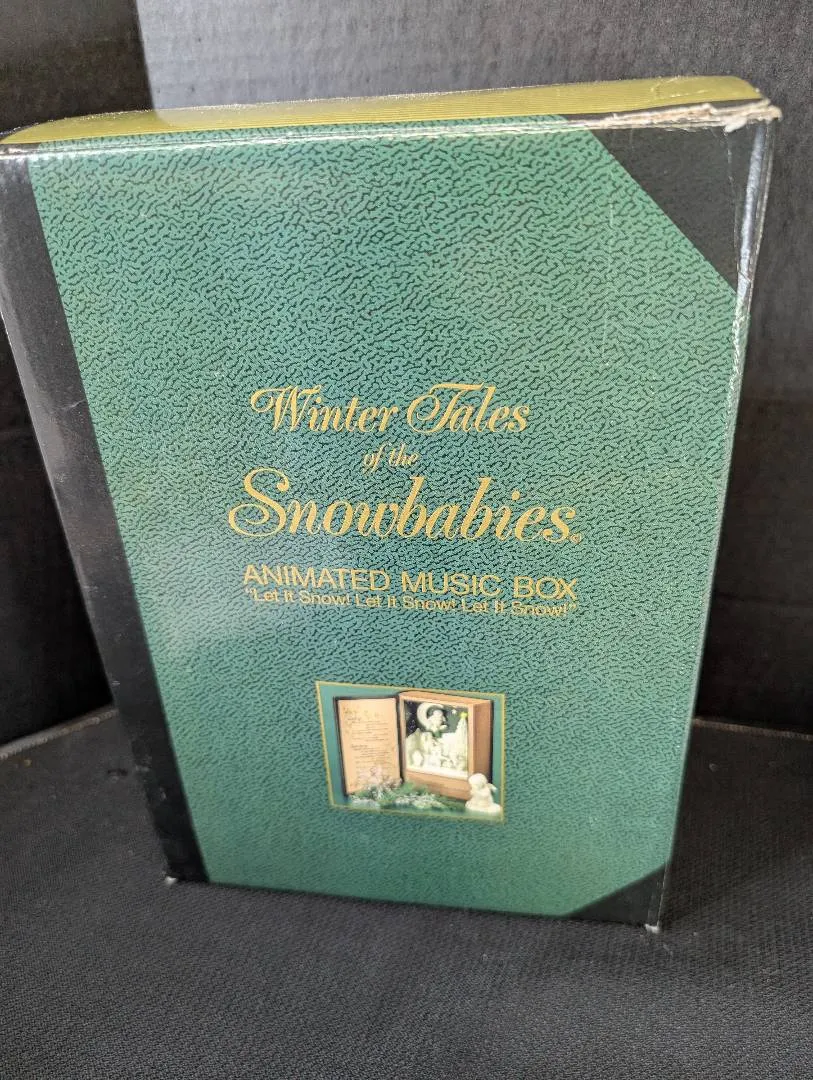 Winter Tales
of the
Snowbabies®
ANIMATED MUSIC BOX
"Let It Snow! Let It Snow! Let It Snow!"